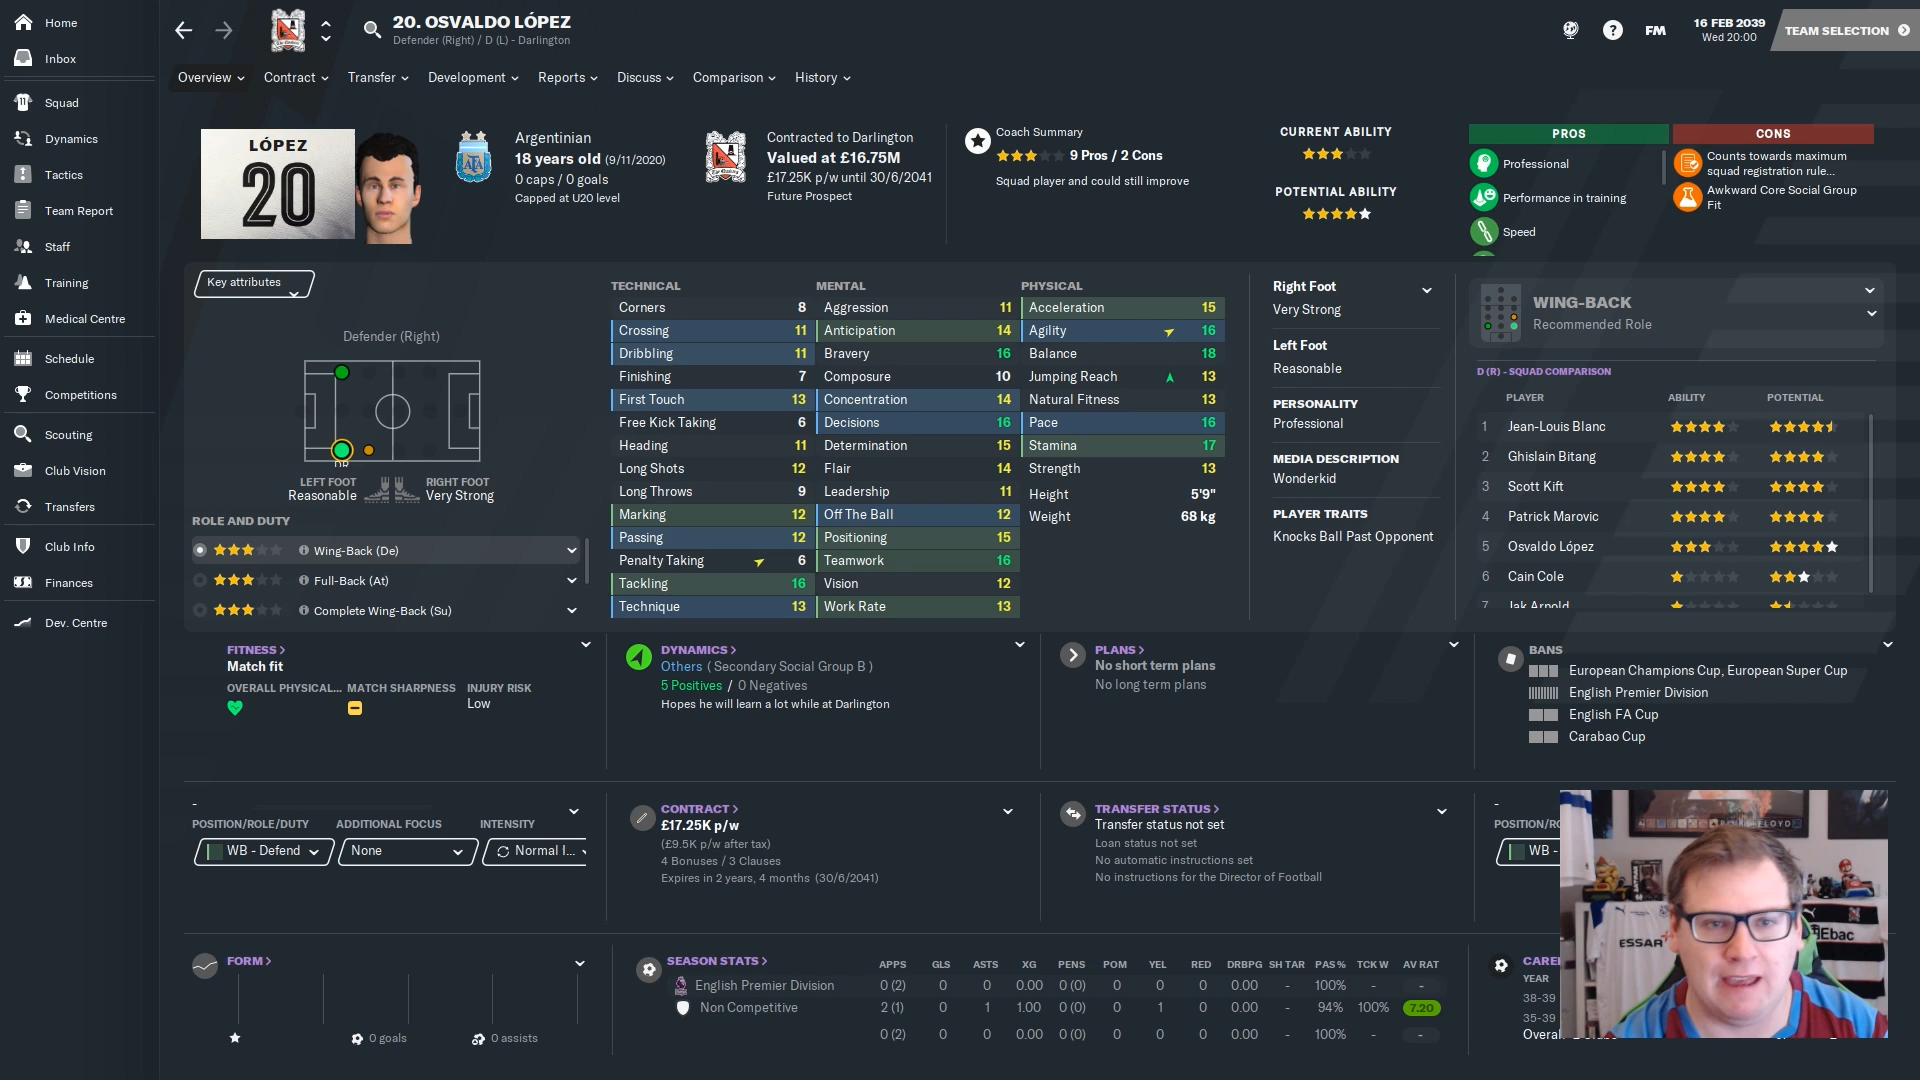 Home
Inbox
Squad
Dynamics
Tactics
Team Report
Staff
Training
Medical Centre
Schedule
Competitions
Scouting
Club Vision
Transfers
Club Info
Finances
Dev. Centre
20. OSVALDO LÓPEZ
Defender (Right) / D (L) - Darlington
FM
16 FEB 2039
Wed 20:00
TEAM SELECTION
Overview Contract Transfer Development Reports Discuss Comparison History
LÓPEZ
20
Argentinian
18 years old (9/11/2020)
0 caps / 0 goals
Capped at U20 level
Contracted to Darlington
Valued at £16.75M
£17.25K p/w until 30/6/2041
Future Prospect
Coach Summary
9 Pros / 2 Cons
Squad player and could still improve
CURRENT ABILITY
POTENTIAL ABILITY
PROS
Professional
Performance in training
Speed
CONS
Counts towards maximum
squad registration rule...
Awkward Core Social Group
Fit
Key attributes
Defender (Right)
DR
LEFT FOOT
Reasonable
RIGHT FOOT
Very Strong
ROLE AND DUTY
Wing-Back (De)
Full-Back (At)
Complete Wing-Back (Su)
TECHNICAL
Corners 8
Crossing 11
Dribbling 11
Finishing 7
First Touch 13
Free Kick Taking 6
Heading 11
Long Shots 12
Long Throws 9
Marking 12
Passing 12
Penalty Taking 6
Tackling 16
Technique 13
MENTAL
Aggression 11
Anticipation 14
Bravery 16
Composure 10
Concentration 14
Decisions 16
Determination 15
Flair 14
Leadership 11
Off The Ball 12
Positioning 15
Teamwork 16
Vision 12
Work Rate 13
PHYSICAL
Acceleration 15
Agility 16
Balance 18
Jumping Reach 13
Natural Fitness 13
Pace 16
Stamina 17
Strength 13
Height 5'9"
Weight 68 kg
Right Foot
Very Strong
Left Foot
Reasonable
PERSONALITY
Professional
MEDIA DESCRIPTION
Wonderkid
PLAYER TRAITS
Knocks Ball Past Opponent
WING-BACK
Recommended Role
D (R) - SQUAD COMPARISON
PLAYER ABILITY POTENTIAL
1 Jean-Louis Blanc
2 Ghislain Bitang
3 Scott Kift
4 Patrick Marovic
5 Osvaldo López
6 Cain Cole
7 Jak Arnold
FITNESS >
Match fit
OVERALL PHYSICAL... MATCH SHARPNESS INJURY RISK
Low
DYNAMICS >
Others ( Secondary Social Group B )
5 Positives / 0 Negatives
Hopes he will learn a lot while at Darlington
PLANS >
No short term plans
No long term plans
BANS
European Champions Cup, European Super Cup
English Premier Division
English FA Cup
Carabao Cup
-
POSITION/ROLE/DUTY ADDITIONAL FOCUS INTENSITY
WB - Defend None Normal I...
CONTRACT >
£17.25K p/w
(£9.5K p/w after tax)
4 Bonuses / 3 Clauses
Expires in 2 years, 4 months (30/6/2041)
TRANSFER STATUS >
Transfer status not set
Loan status not set
No automatic instructions set
No instructions for the Director of Football
-
POSITION/RO
WB -
FORM >
0 goals 0 assists
SEASON STATS > APPS GLS ASTS XG PENS POM YEL RED DRBPG SH TAR PAS % TCK W AV RAT
English Premier Division 0 (2) 0 0 0.00 0 (0) 0 0 0 0.00 - 100% - -
Non Competitive 2 (1) 0 1 1.00 0 (0) 0 1 0 0.00 - 94% 100% 7.20
0 (2) 0 0 0.00 0 (0) 0 0 0 0.00 - 100% - -
CAREE
YEAR
38-39
35-39
Overal
ESSAR
Ebac